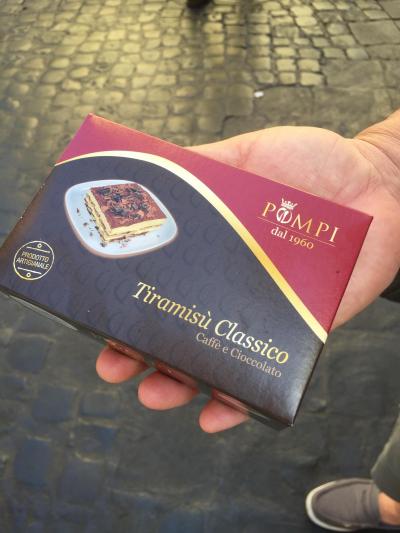 POMPI
dal 1960
PRODOTTO
ARTIGIANALE
Tiramisù Classico
Caffè e Cioccolato